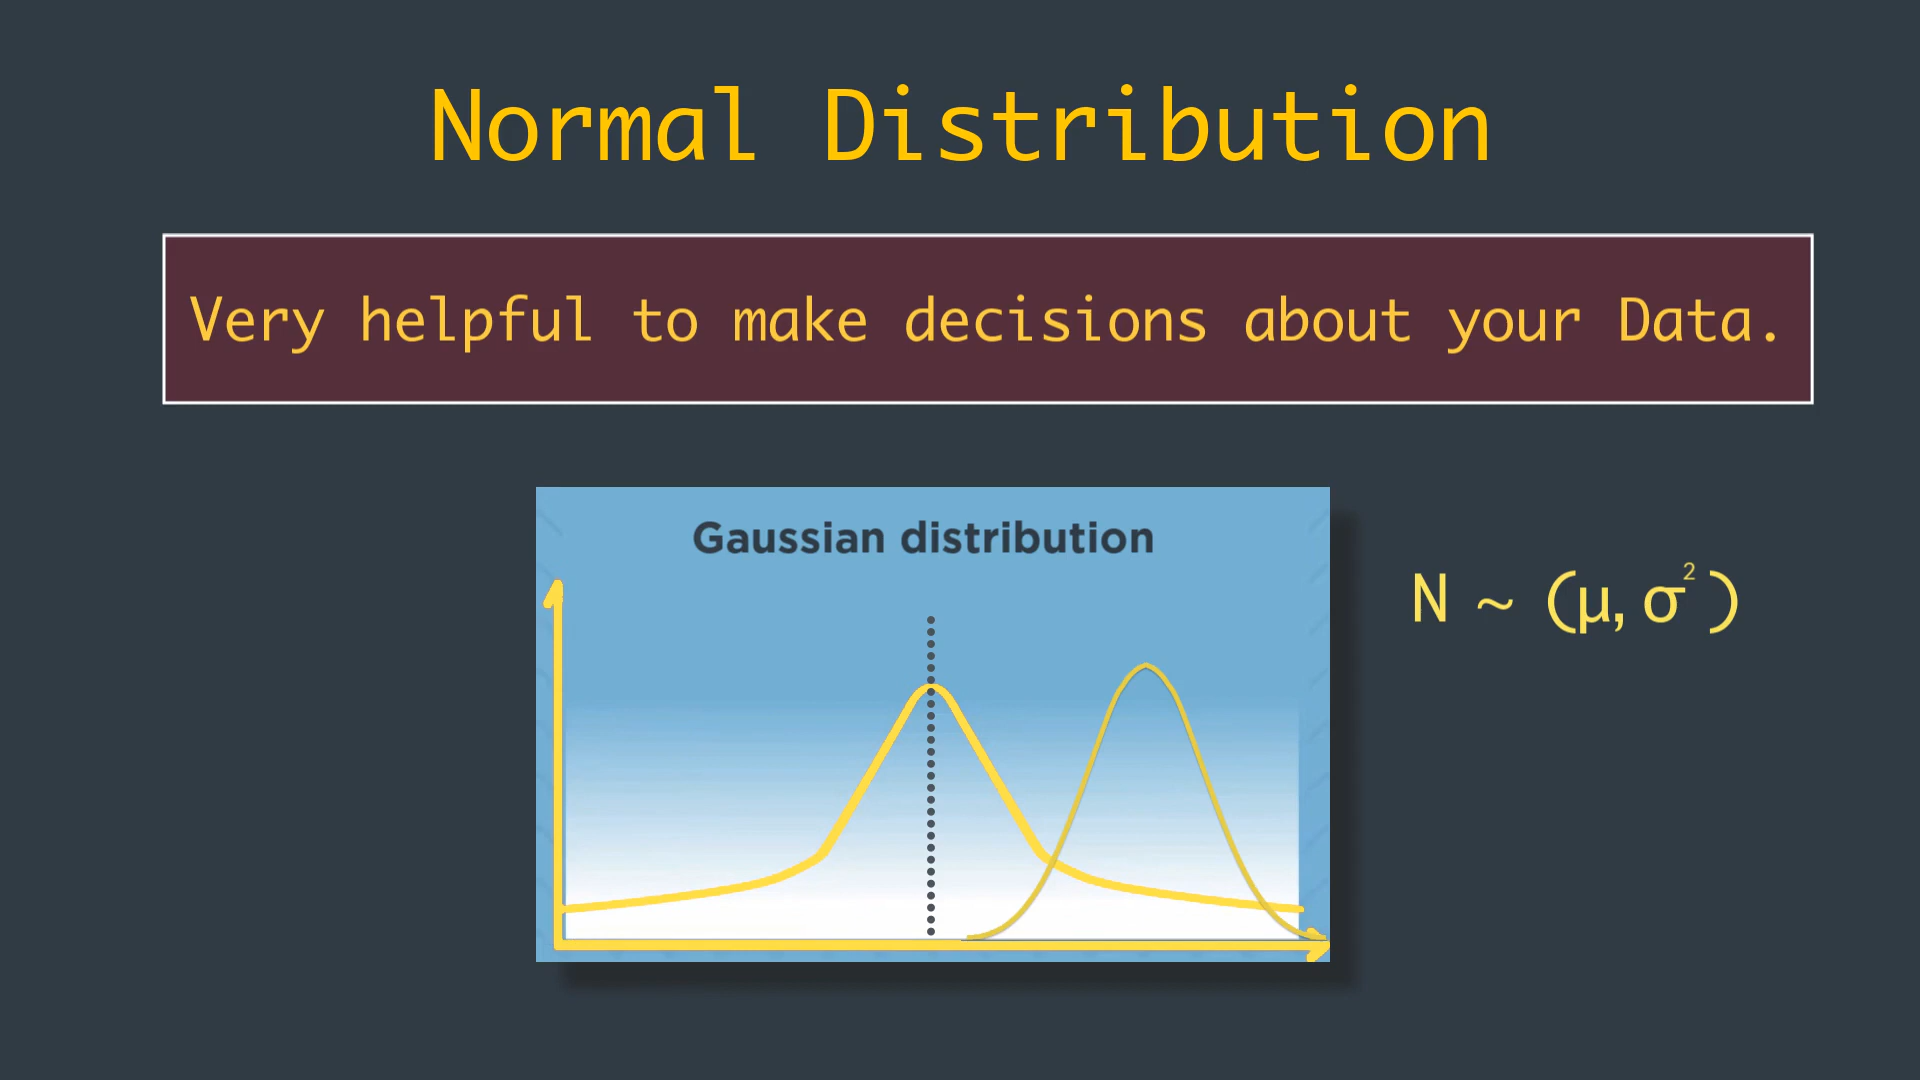 Normal Distribution
Very helpful to make decisions about your Data.
Gaussian distribution
N ~ (μ, σ²)